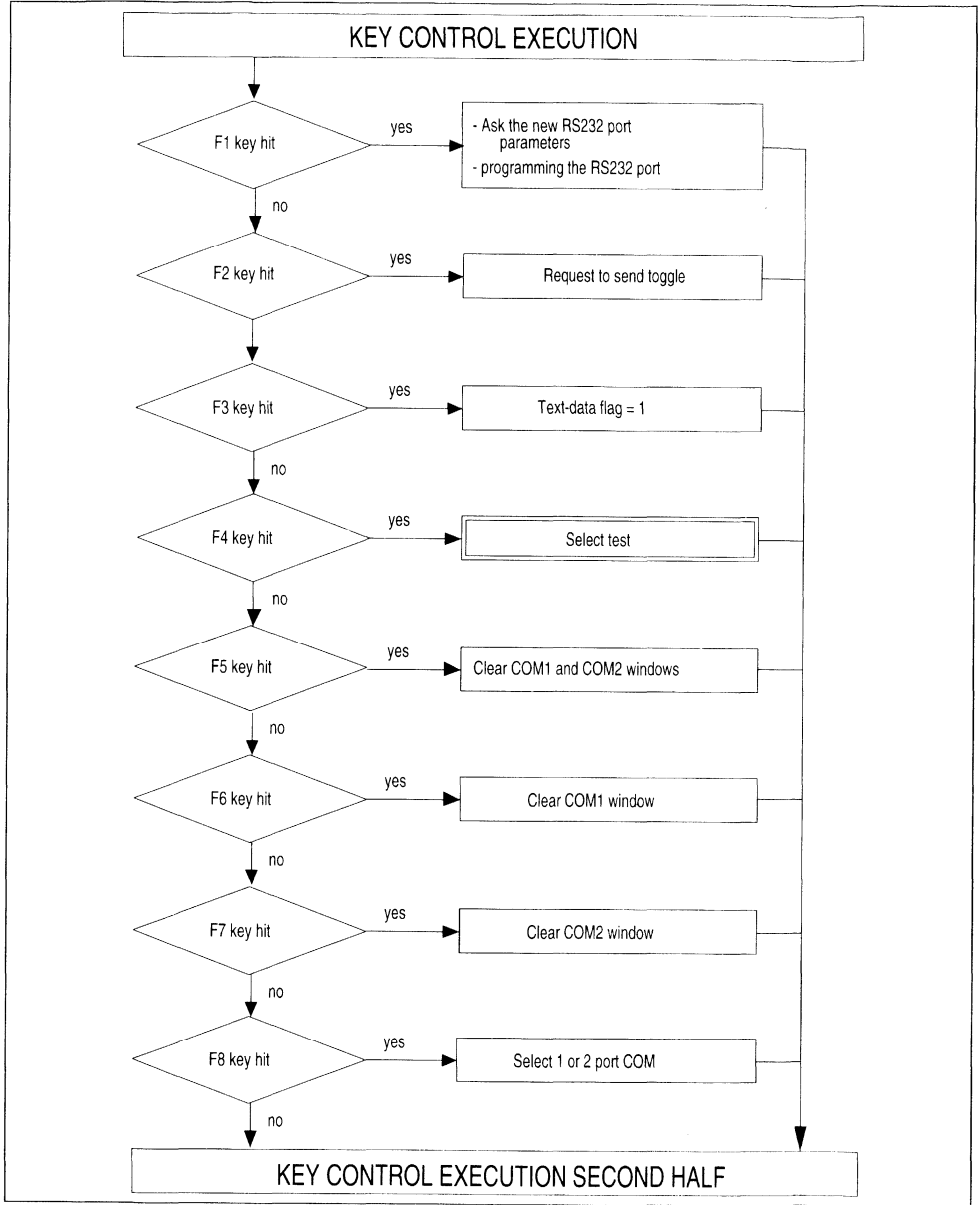 KEY CONTROL EXECUTION
F1 key hit
yes
- Ask the new RS232 port
parameters
- programming the RS232 port
no
F2 key hit
yes
Request to send toggle
F3 key hit
yes
Text-data flag = 1
no
F4 key hit
yes
Select test
no
F5 key hit
yes
Clear COM1 and COM2 windows
no
F6 key hit
yes
Clear COM1 window
no
F7 key hit
yes
Clear COM2 window
no
F8 key hit
yes
Select 1 or 2 port COM
no
KEY CONTROL EXECUTION SECOND HALF